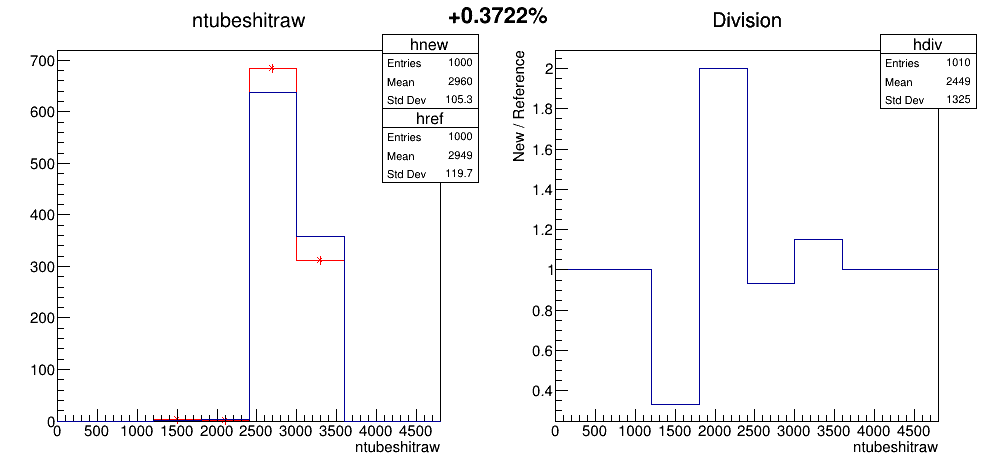 +0.3722%
ntubeshitraw
hnew
Entries 1000
Mean 2960
Std Dev 105.3
href
Entries 1000
Mean 2949
Std Dev 119.7
700
600
500
400
300
200
100
0
0 500 1000 1500 2000 2500 3000 3500 4000 4500
ntubeshitraw
Division
hdiv
Entries 1010
Mean 2449
Std Dev 1325
New / Reference
2
1.8
1.6
1.4
1.2
1
0.8
0.6
0.4
0 500 1000 1500 2000 2500 3000 3500 4000 4500
ntubeshitraw